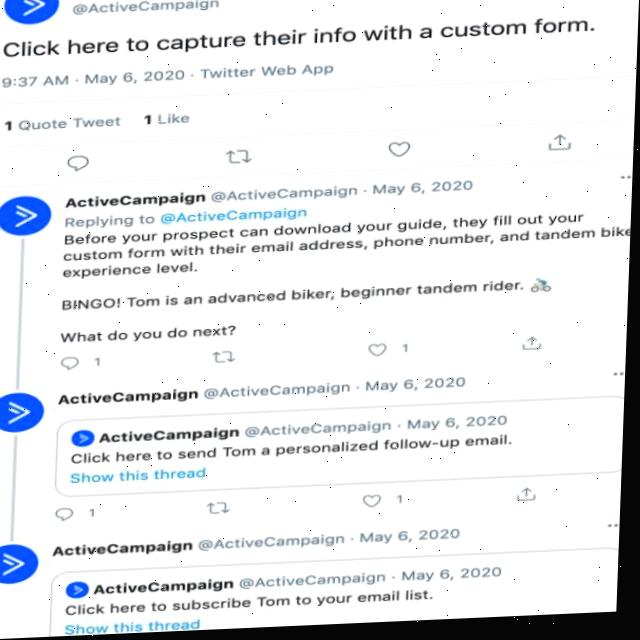 @ActiveCampaign
Click here to capture their info with a custom form.
9:37 AM · May 6, 2020 · Twitter Web App
1 Quote Tweet 1 Like
ActiveCampaign @ActiveCampaign · May 6, 2020
Replying to @ActiveCampaign
Before your prospect can download your guide, they fill out your
custom form with their email address, phone number, and tandem bike
experience level.
BINGO! Tom is an advanced biker; beginner tandem rider. 🚴
What do you do next?
1 1
ActiveCampaign @ActiveCampaign · May 6, 2020
ActiveCampaign @ActiveCampaign · May 6, 2020
Click here to send Tom a personalized follow-up email.
Show this thread
1 1
ActiveCampaign @ActiveCampaign · May 6, 2020
ActiveCampaign @ActiveCampaign · May 6, 2020
Click here to subscribe Tom to your email list.
Show this thread